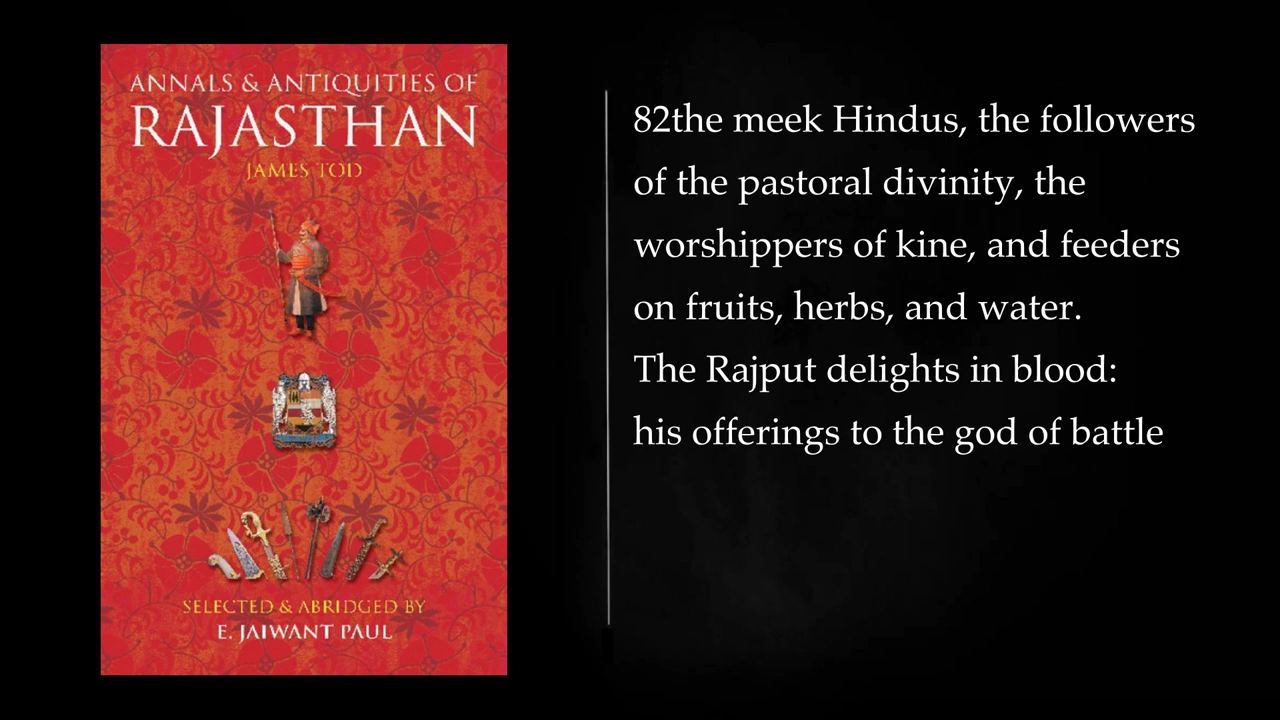 ANNALS & ANTIQUITIES OF
RAJASTHAN
JAMES TOD
SELECTED & ABRIDGED BY
E. JAIWANT PAUL
82the meek Hindus, the followers
of the pastoral divinity, the
worshippers of kine, and feeders
on fruits, herbs, and water.
The Rajput delights in blood:
his offerings to the god of battle